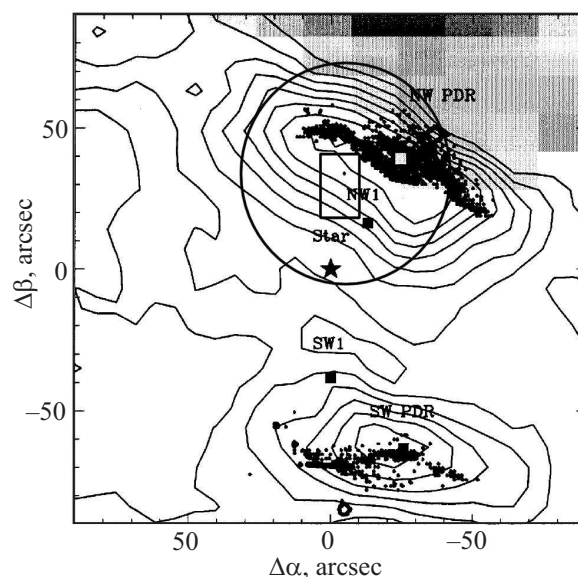 NW PDR
50
NW1
Star
0
SW1
SW PDR
−50
Δβ, arcsec
50 0 −50
Δα, arcsec